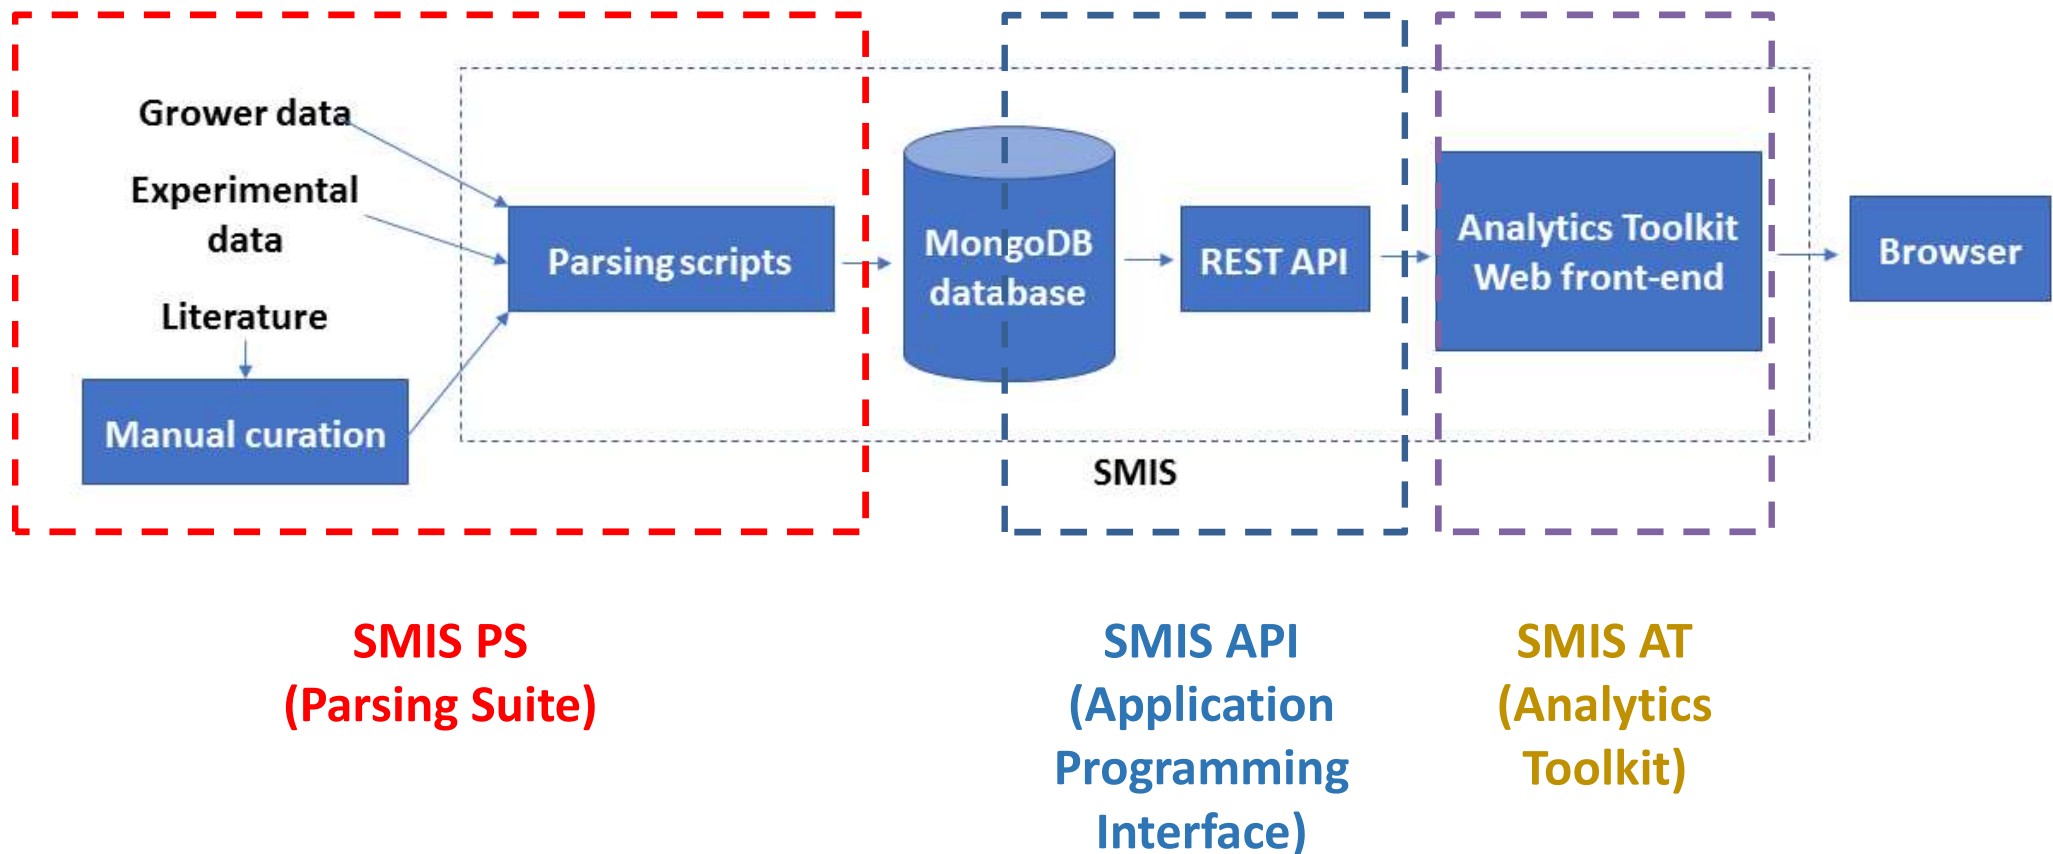 Grower data
Experimental
data
Literature
Manual curation
Parsing scripts
MongoDB
database
REST API
Analytics Toolkit
Web front-end
Browser
SMIS
SMIS PS
(Parsing Suite)
SMIS API
(Application
Programming
Interface)
SMIS AT
(Analytics
Toolkit)